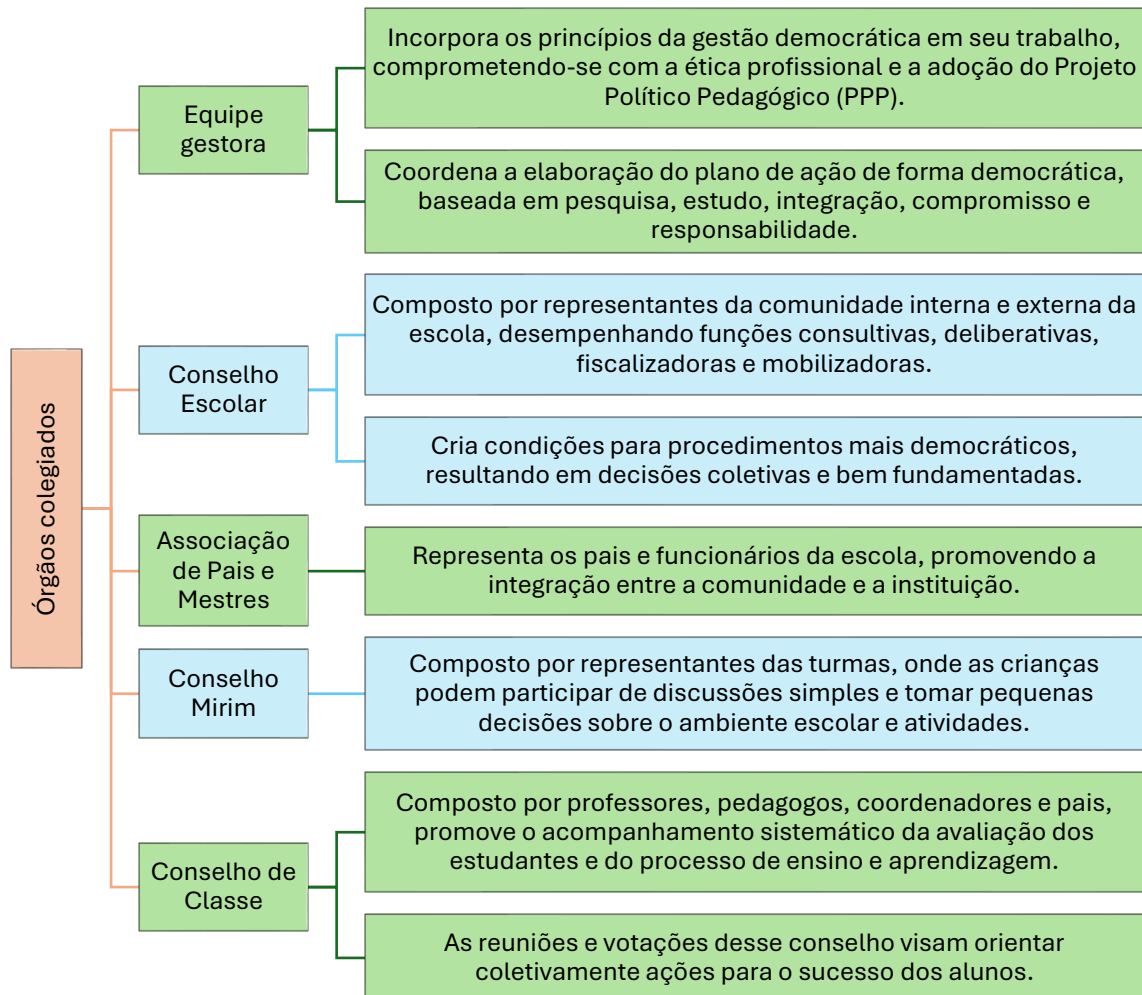 Órgãos colegiados
Equipe
gestora
Incorpora os princípios da gestão democrática em seu trabalho,
comprometendo-se com a ética profissional e a adoção do Projeto
Político Pedagógico (PPP).
Coordena a elaboração do plano de ação de forma democrática,
baseada em pesquisa, estudo, integração, compromisso e
responsabilidade.
Conselho
Escolar
Composto por representantes da comunidade interna e externa da
escola, desempenhando funções consultivas, deliberativas,
fiscalizadoras e mobilizadoras.
Cria condições para procedimentos mais democráticos,
resultando em decisões coletivas e bem fundamentadas.
Associação
de Pais e
Mestres
Representa os pais e funcionários da escola, promovendo a
integração entre a comunidade e a instituição.
Conselho
Mirim
Composto por representantes das turmas, onde as crianças
podem participar de discussões simples e tomar pequenas
decisões sobre o ambiente escolar e atividades.
Conselho de
Classe
Composto por professores, pedagogos, coordenadores e pais,
promove o acompanhamento sistemático da avaliação dos
estudantes e do processo de ensino e aprendizagem.
As reuniões e votações desse conselho visam orientar
coletivamente ações para o sucesso dos alunos.